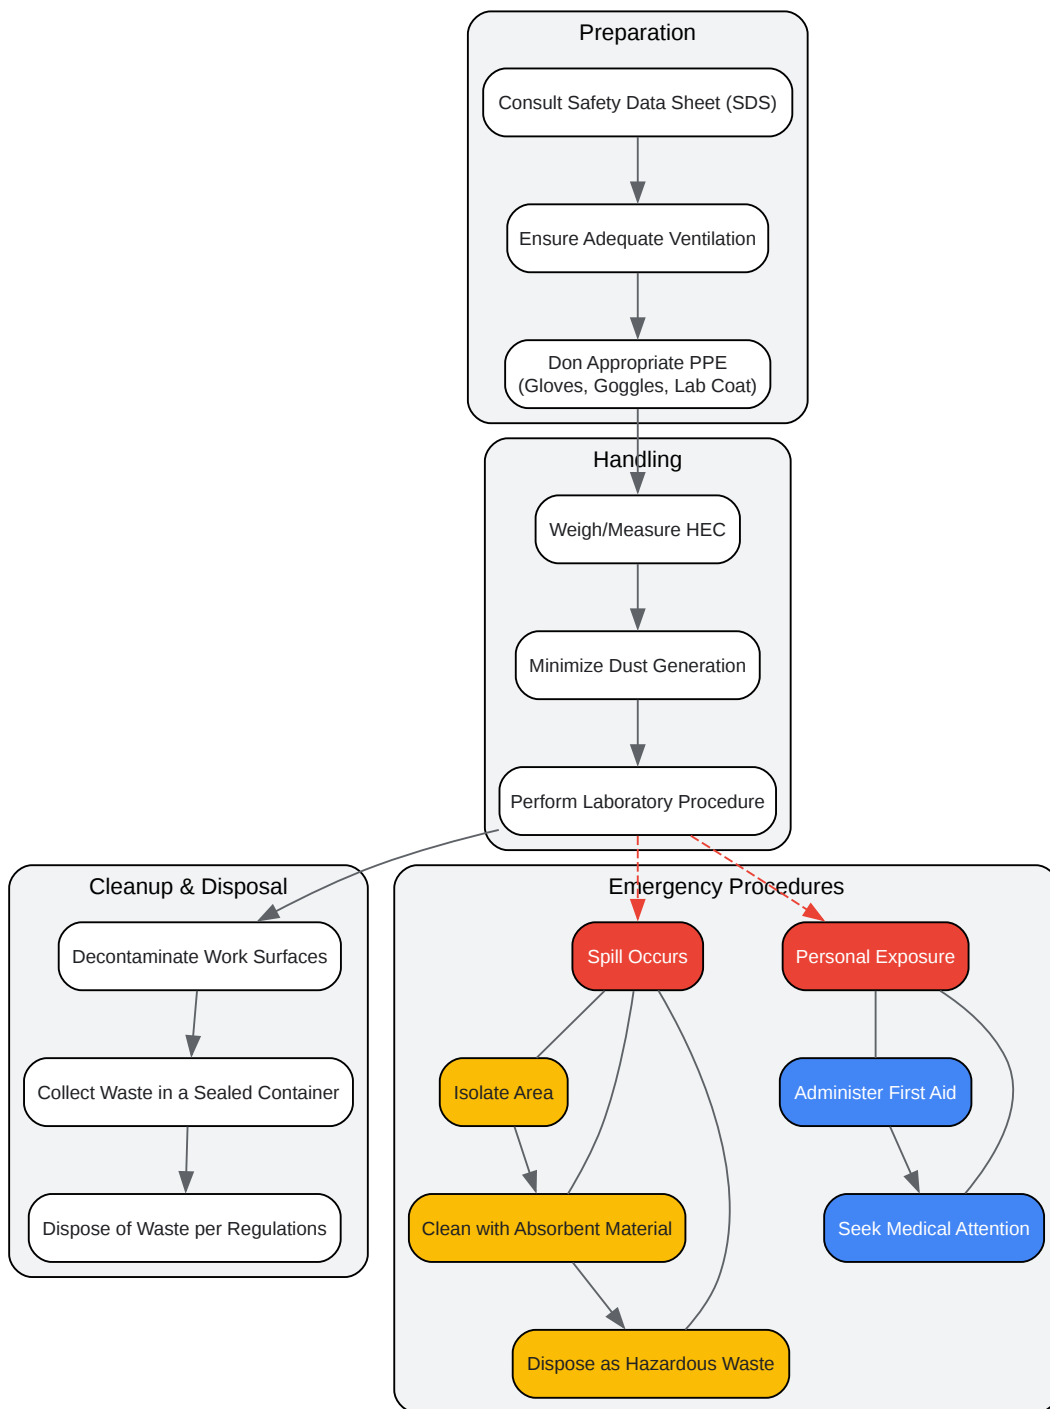 Preparation
Consult Safety Data Sheet (SDS)
Ensure Adequate Ventilation
Don Appropriate PPE
(Gloves, Goggles, Lab Coat)
Handling
Weigh/Measure HEC
Minimize Dust Generation
Perform Laboratory Procedure
Cleanup & Disposal
Decontaminate Work Surfaces
Collect Waste in a Sealed Container
Dispose of Waste per Regulations
Emergency Procedures
Spill Occurs
Personal Exposure
Isolate Area
Administer First Aid
Clean with Absorbent Material
Seek Medical Attention
Dispose as Hazardous Waste